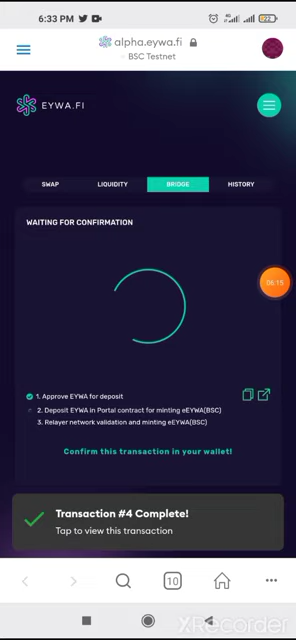 6:33 PM
22
alpha.eywa.fi
BSC Testnet
EYWA.FI
SWAP LIQUIDITY BRIDGE HISTORY
WAITING FOR CONFIRMATION
06:15
1. Approve EYWA for deposit
2. Deposit EYWA in Portal contract for minting eEYWA(BSC)
3. Relayer network validation and minting eEYWA(BSC)
Confirm this transaction in your wallet!
Transaction #4 Complete!
Tap to view this transaction
10
XRecorder